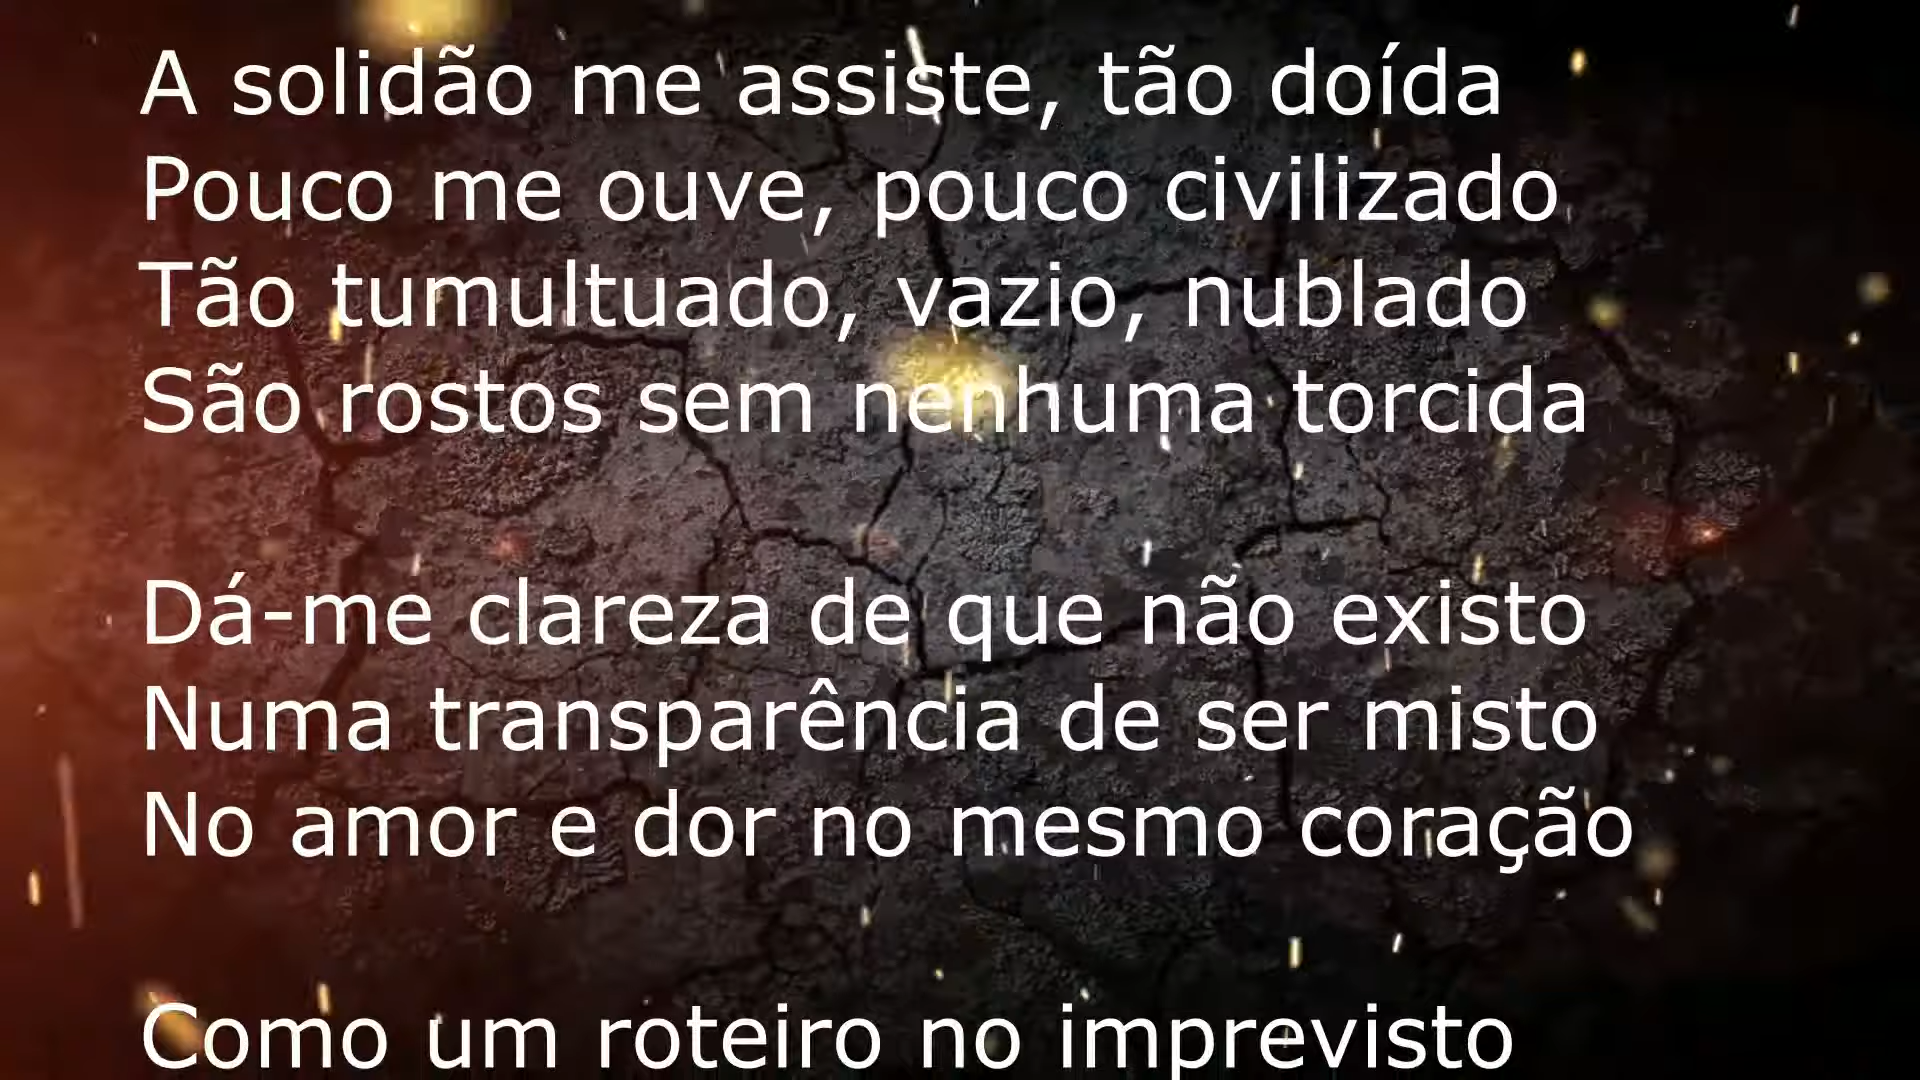 A solidão me assiste, tão doída
Pouco me ouve, pouco civilizado
Tão tumultuado, vazio, nublado
São rostos sem nenhuma torcida
Dá-me clareza de que não existo
Numa transparência de ser misto
No amor e dor no mesmo coração
Como um roteiro no imprevisto